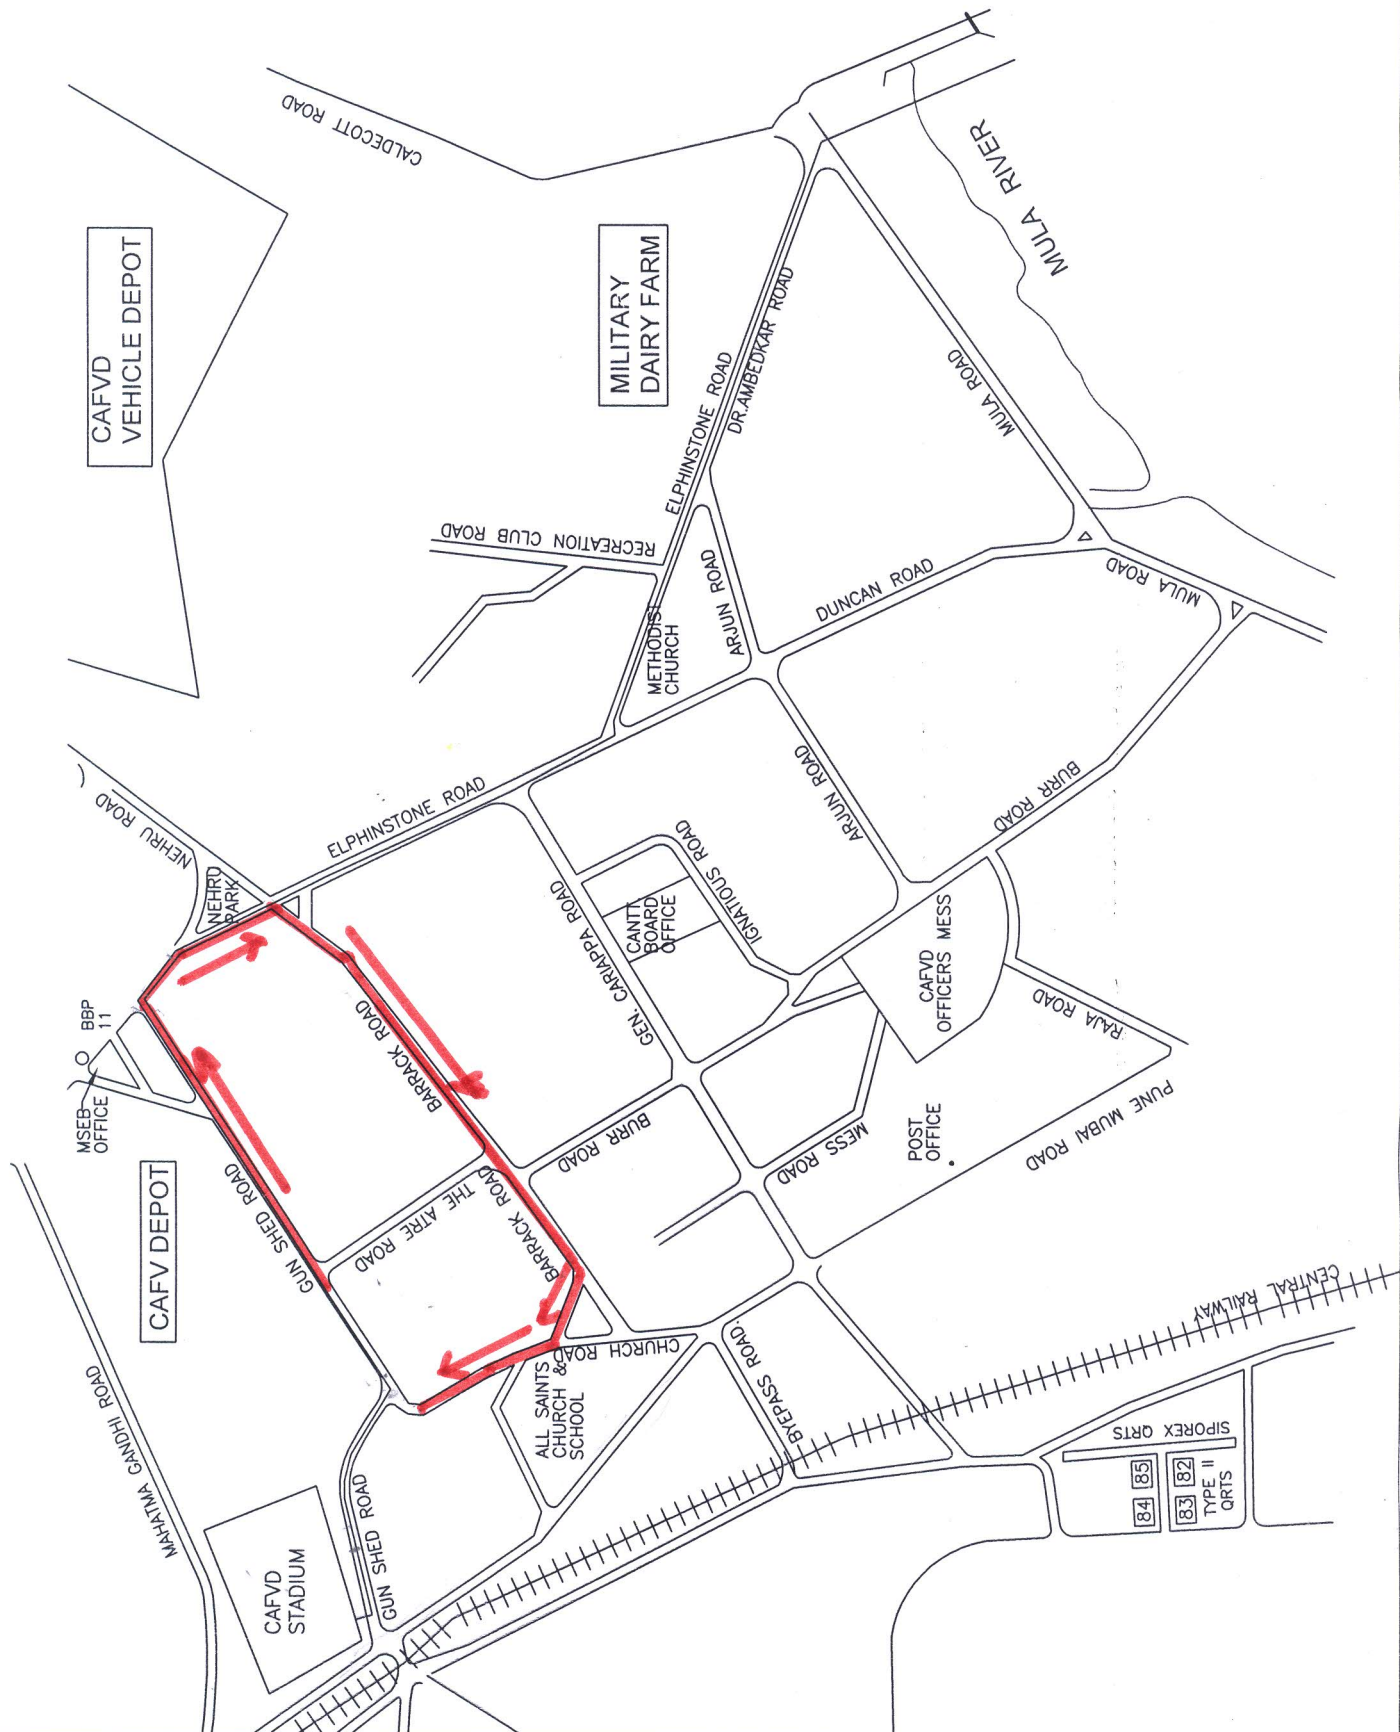 CALDECOTT ROAD
MULA RIVER
CAFVD
VEHICLE DEPOT
MILITARY
DAIRY FARM
ELPHINSTONE ROAD
DR.AMBEDKAR ROAD
MULA ROAD
RECREATION CLUB ROAD
METHODIST
CHURCH
ARJUN ROAD
DUNCAN ROAD
MULA ROAD
NEHRU ROAD
ELPHINSTONE ROAD
NEHRU
PARK
ARJUN ROAD
BURR ROAD
IGNATIOUS ROAD
CANTT.
BOARD
OFFICE
GEN. CARIAPPA ROAD
CAFVD
OFFICERS MESS
RAJA ROAD
BBP
11
MSEB
OFFICE
BARRACK ROAD
BURR ROAD
MESS ROAD
POST
OFFICE
PUNE MUBAI ROAD
CAFV DEPOT
GUN SHED ROAD
THE ATRE ROAD
BARRACK ROAD
CHURCH ROAD
BYEPASS ROAD.
CENTRAL RAILWAY
MAHATMA GANDHI ROAD
ALL SAINTS
CHURCH &
SCHOOL
GUN SHED ROAD
CAFVD
STADIUM
SIPOREX QRTS
84 85
83 82
TYPE II
QRTS